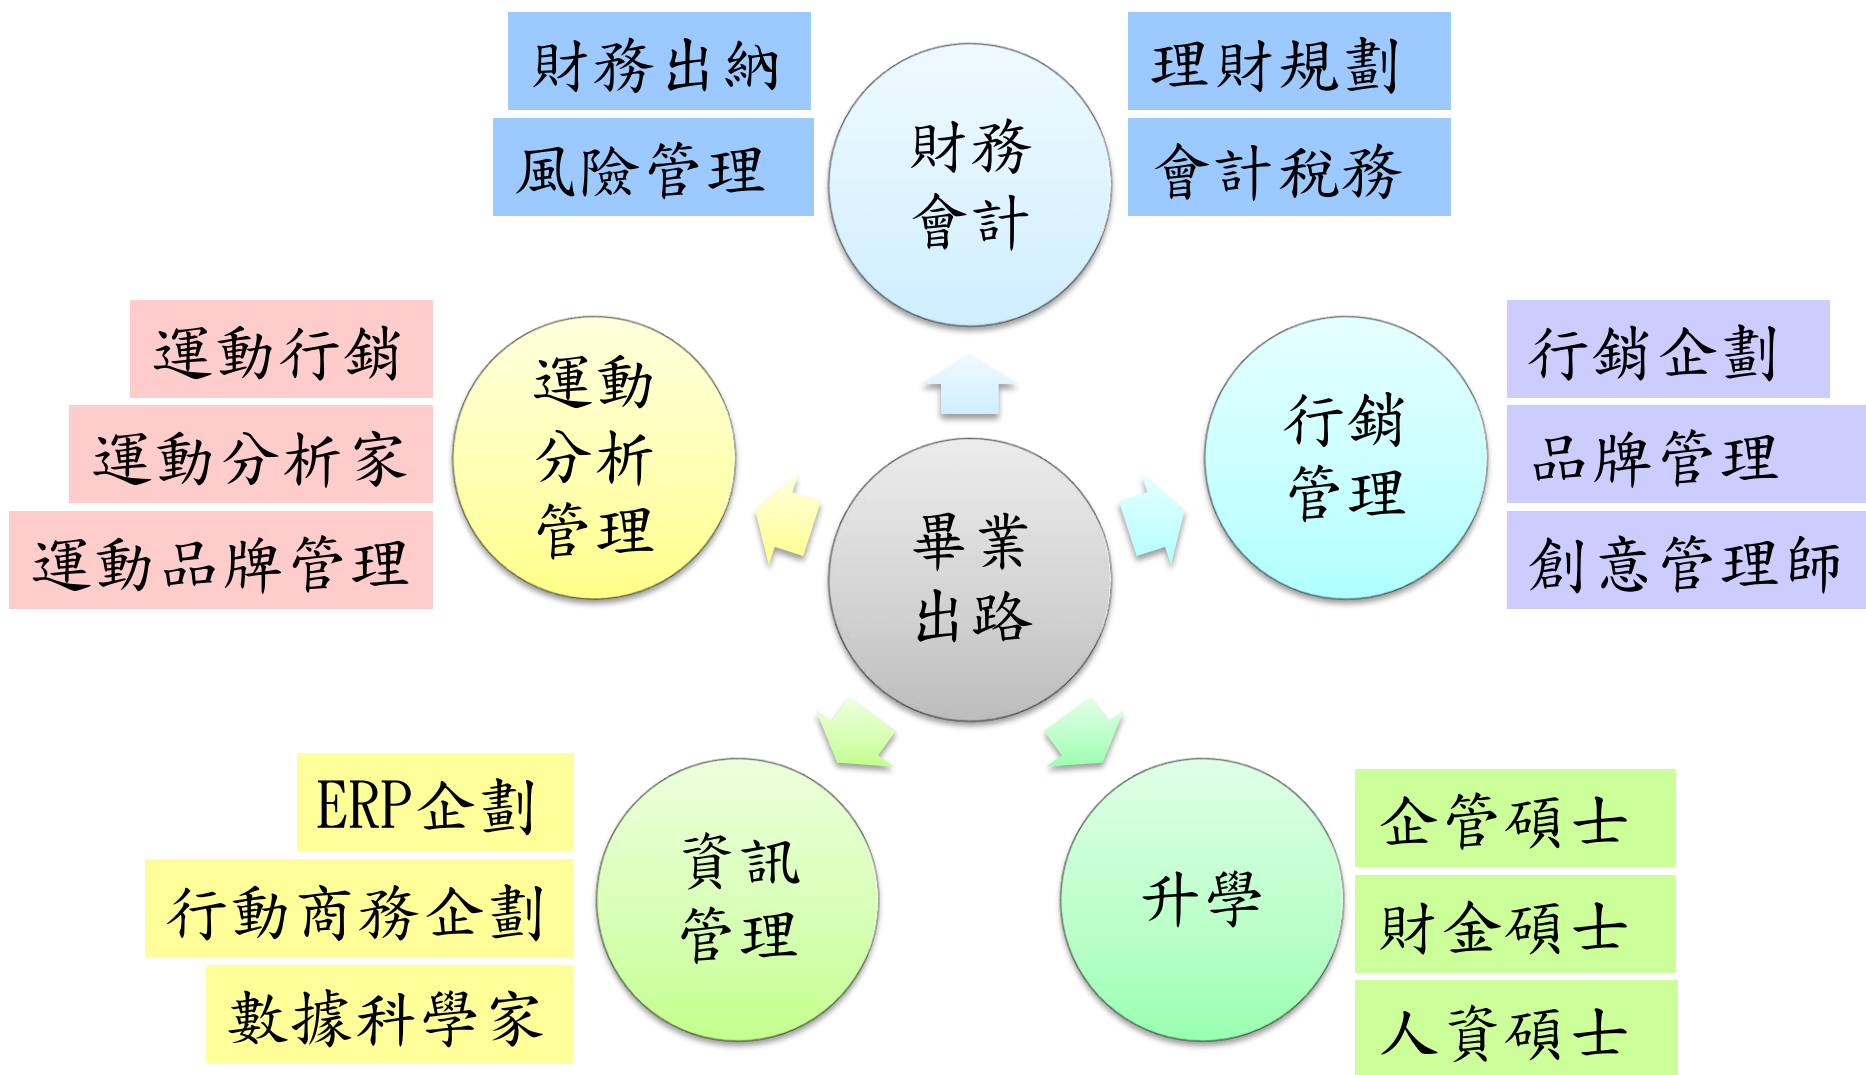 財務出納
風險管理
財務
會計
理財規劃
會計稅務
運動行銷
運動分析家
運動品牌管理
運動
分析
管理
畢業
出路
行銷
管理
行銷企劃
品牌管理
創意管理師
ERP企劃
行動商務企劃
數據科學家
資訊
管理
升學
企管碩士
財金碩士
人資碩士